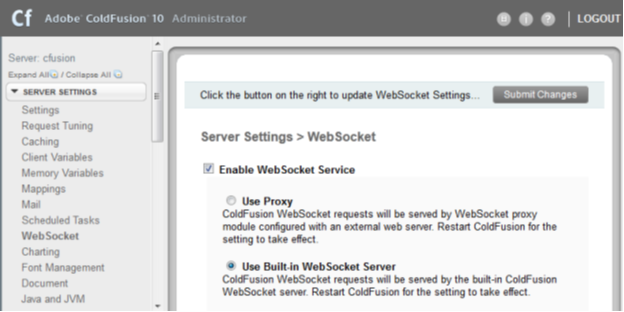 Cf Adobe® ColdFusion® 10 Administrator
LOGOUT
Server: cfusion
Expand All / Collapse All
SERVER SETTINGS
Settings
Request Tuning
Caching
Client Variables
Memory Variables
Mappings
Mail
Scheduled Tasks
WebSocket
Charting
Font Management
Document
Java and JVM
Click the button on the right to update WebSocket Settings...
Submit Changes
Server Settings > WebSocket
Enable WebSocket Service
Use Proxy
ColdFusion WebSocket requests will be served by WebSocket proxy
module configured with an external web server. Restart ColdFusion for the
setting to take effect.
Use Built-in WebSocket Server
ColdFusion WebSocket requests will be served by the built-in ColdFusion
WebSocket server. Restart ColdFusion for the setting to take effect.